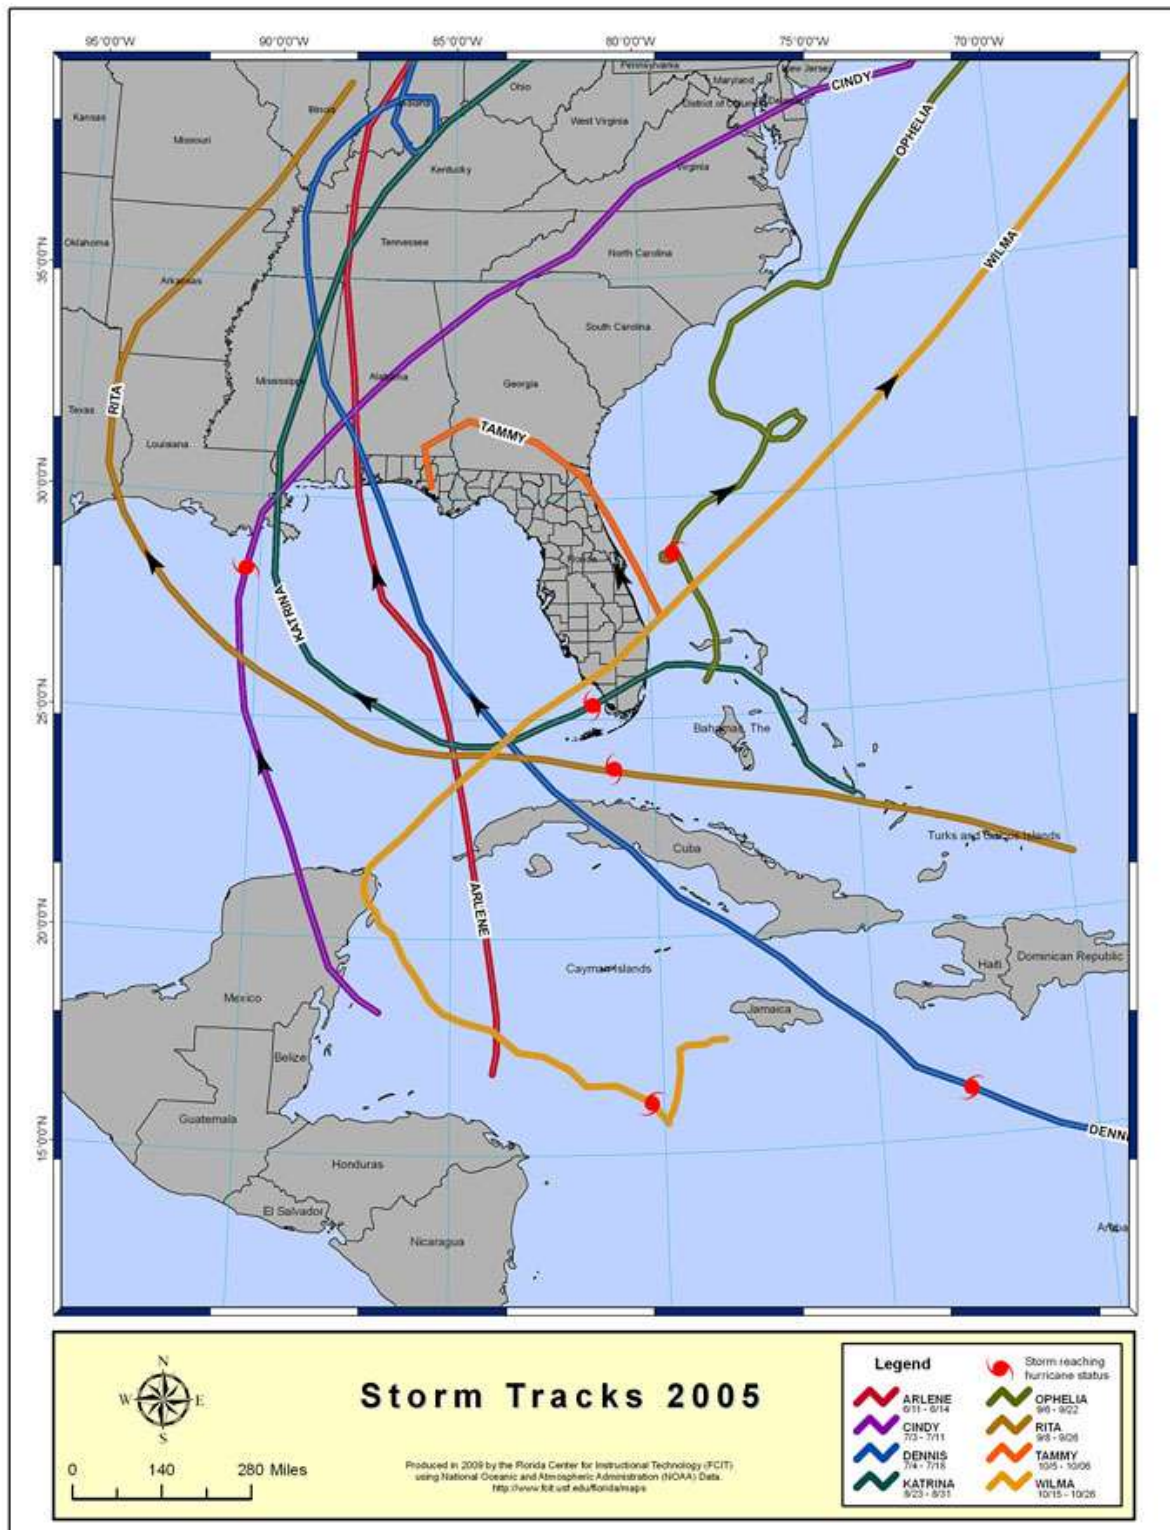 95°0'0"W 90°0'0"W 85°0'0"W 80°0'0"W 75°0'0"W 70°0'0"W
Pennsylvania
New Jersey
Maryland
CINDY
Ohio
Illinois
Kansas
District of Columbia
OPHELIA
West Virginia
Missouri
Kentucky
Virginia
Oklahoma
Tennessee
North Carolina
WILMA
35°0'0"N
Arkansas
South Carolina
Mississippi
Alabama
Georgia
RITA
Texas
Louisiana
TAMMY
30°0'0"N
Florida
KATRINA
25°0'0"N
Bahamas, The
Turks and Caicos Islands
Cuba
ARLENE
20°0'0"N
Cayman Islands
Haiti
Dominican Republic
Mexico
Jamaica
Belize
Guatemala
DENNI
15°0'0"N
Honduras
El Salvador
Aruba
Nicaragua
N
W E
S
0 140 280 Miles
Storm Tracks 2005
Produced in 2009 by the Florida Center for Instructional Technology (FCIT)
using National Oceanic and Atmospheric Administration (NOAA) Data.
http://www.fcit.usf.edu/florida/maps
Legend
Storm reaching
hurricane status
ARLENE
6/11 - 6/14
CINDY
7/3 - 7/11
DENNIS
7/4 - 7/18
KATRINA
8/23 - 8/31
OPHELIA
9/6 - 9/22
RITA
9/8 - 9/26
TAMMY
10/5 - 10/06
WILMA
10/15 - 10/26